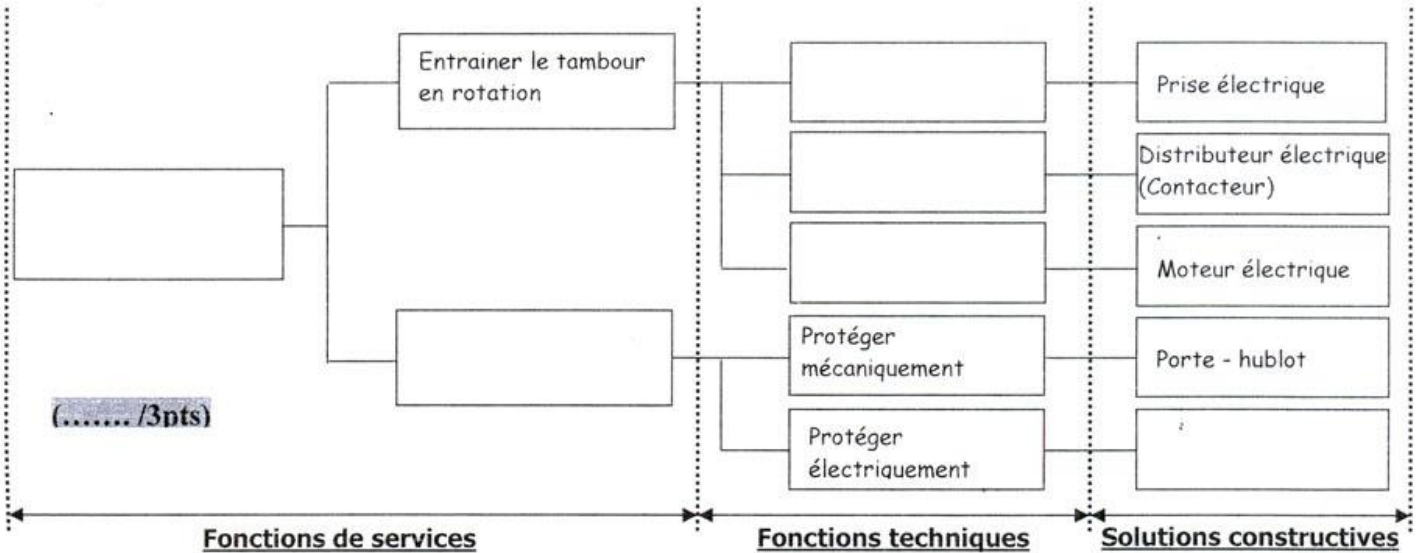 Entrainer le tambour
en rotation
Prise électrique
Distributeur électrique
(Contacteur)
Moteur électrique
Protéger
mécaniquement
Porte - hublot
(....... /3pts)
Protéger
électriquement
Fonctions de services
Fonctions techniques
Solutions constructives